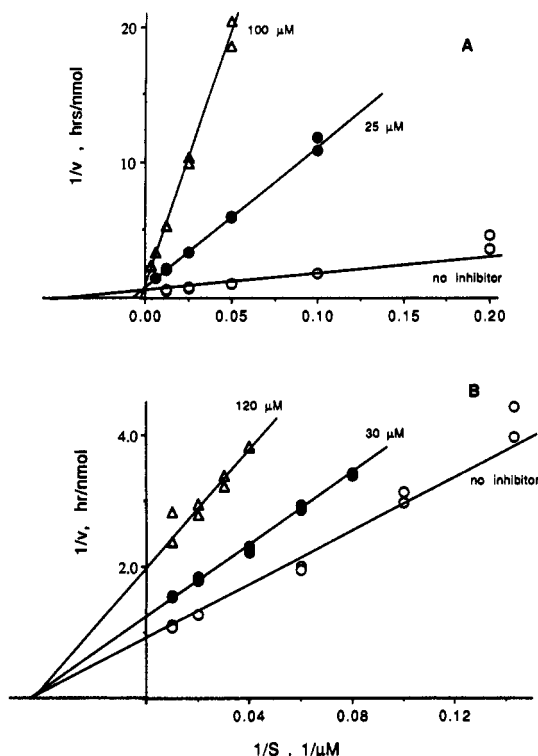 20
100 μM
A
1/v , hrs/nmol
25 μM
10
no inhibitor
0
0.00 0.05 0.10 0.15 0.20
B
120 μM
4.0
30 μM
no inhibitor
1/v, hr/nmol
2.0
0.04 0.08 0.12
1/S , 1/μM